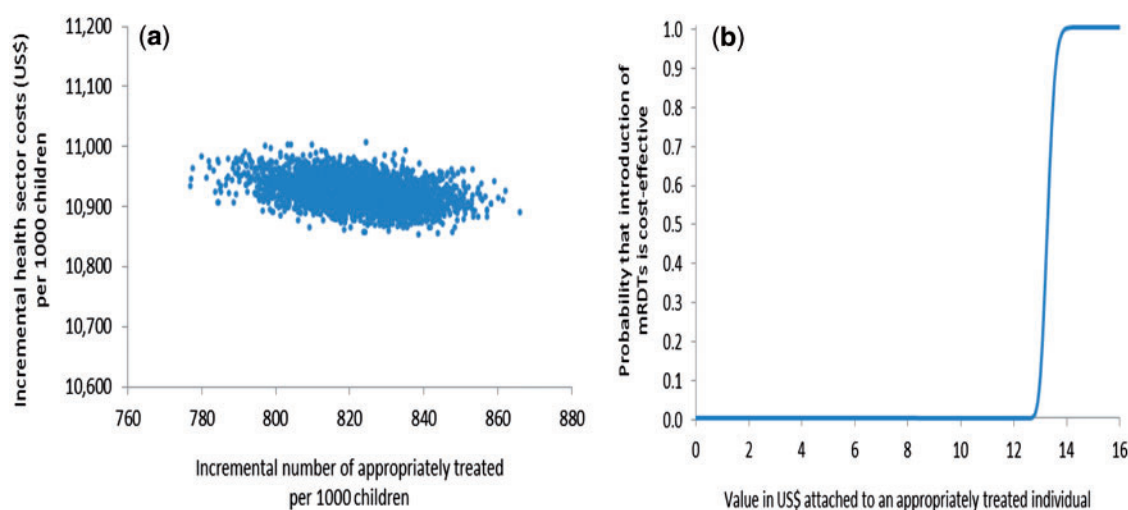 (a)
Incremental health sector costs (US$)
per 1000 children
11,200
11,100
11,000
10,900
10,800
10,700
10,600
760 780 800 820 840 860 880
Incremental number of appropriately treated
per 1000 children
(b)
Probability that introduction of
mRDTs is cost-effective
1.0
0.9
0.8
0.7
0.6
0.5
0.4
0.3
0.2
0.1
0.0
0 2 4 6 8 10 12 14 16
Value in US$ attached to an appropriately treated individual